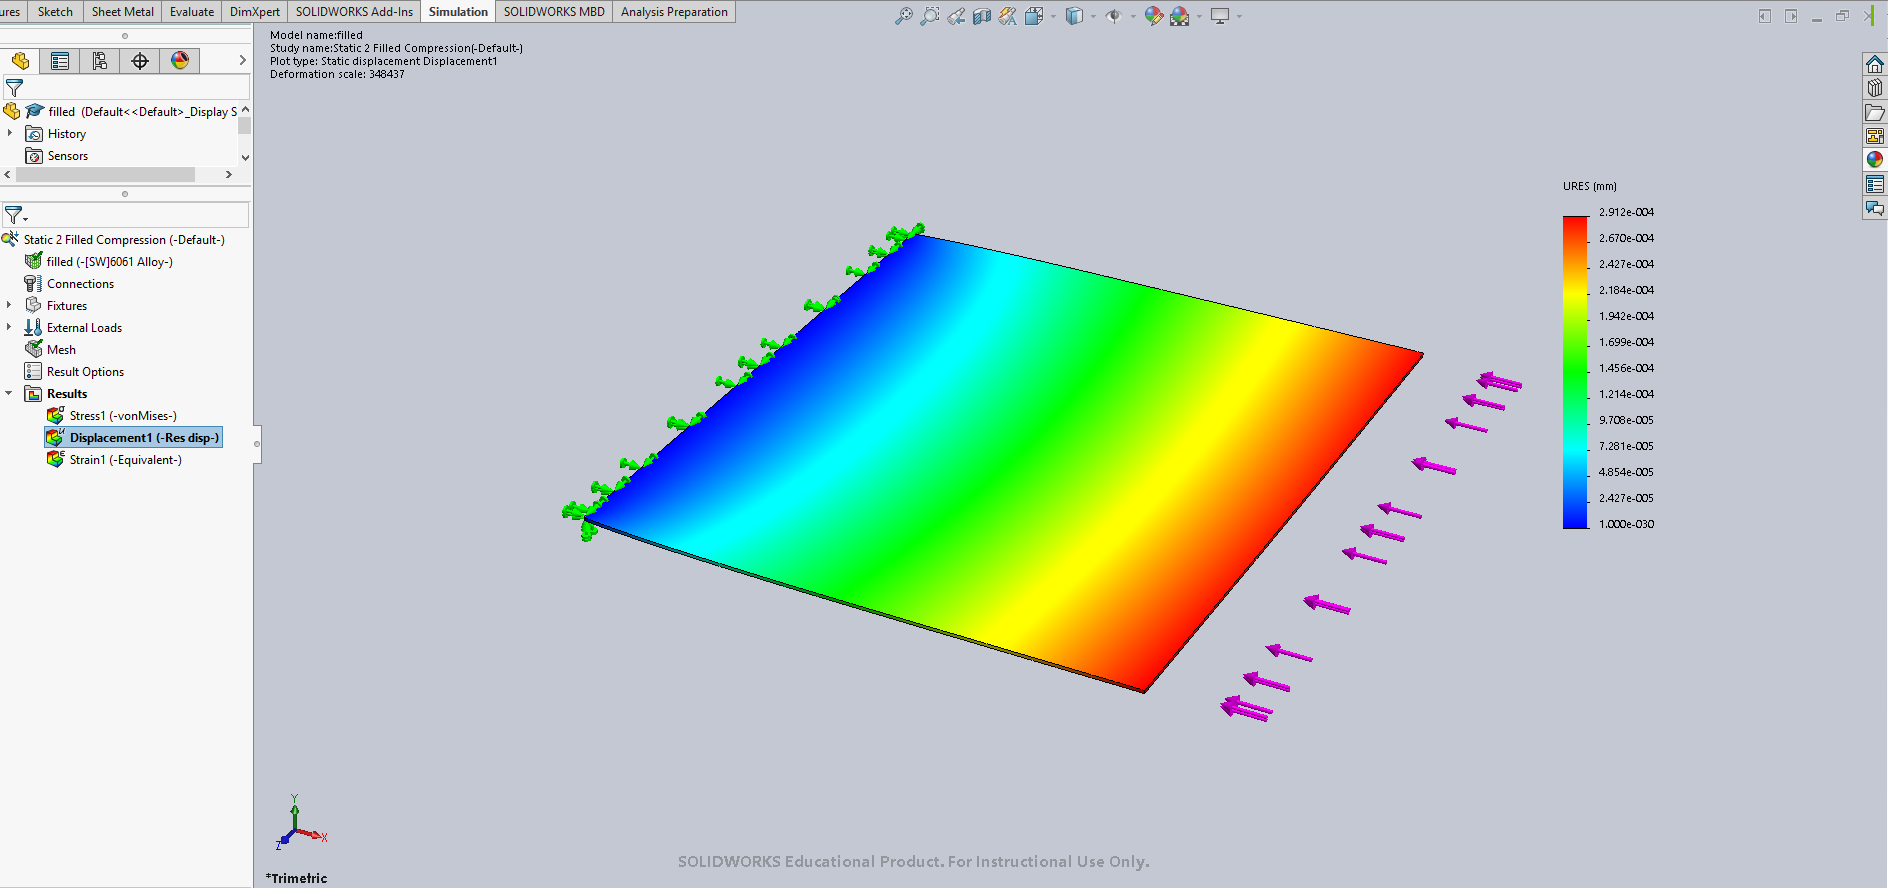 ures Sketch Sheet Metal Evaluate DimXpert SOLIDWORKS Add-Ins Simulation SOLIDWORKS MBD Analysis Preparation
Model name:filled
Study name:Static 2 Filled Compression(-Default-)
Plot type: Static displacement Displacement1
Deformation scale: 348437
filled (Default<<Default>_Display S
History
Sensors
Static 2 Filled Compression (-Default-)
filled (-[SW]6061 Alloy-)
Connections
Fixtures
External Loads
Mesh
Result Options
Results
Stress1 (-vonMises-)
Displacement1 (-Res disp-)
Strain1 (-Equivalent-)
URES (mm)
2.912e-004
2.670e-004
2.427e-004
2.184e-004
1.942e-004
1.699e-004
1.456e-004
1.214e-004
9.708e-005
7.281e-005
4.854e-005
2.427e-005
1.000e-030
Y
X
Z
SOLIDWORKS Educational Product. For Instructional Use Only.
*Trimetric